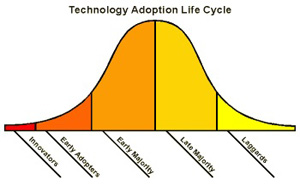 Technology Adoption Life Cycle
Innovators
Early Adopters
Early Majority
Late Majority
Laggards